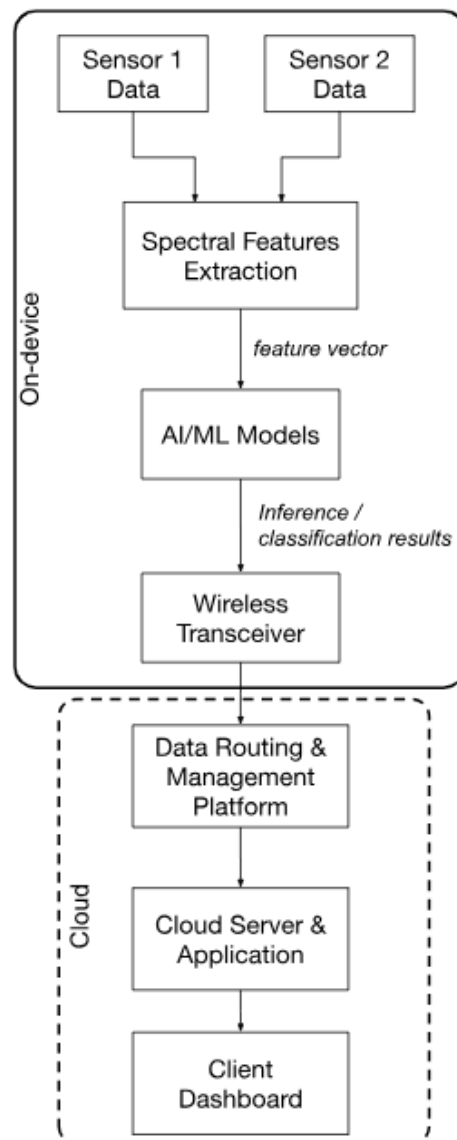 Sensor 1
Data
Sensor 2
Data
Spectral Features
Extraction
feature vector
On-device
AI/ML Models
Inference /
classification results
Wireless
Transceiver
Data Routing &
Management
Platform
Cloud
Cloud Server &
Application
Client
Dashboard